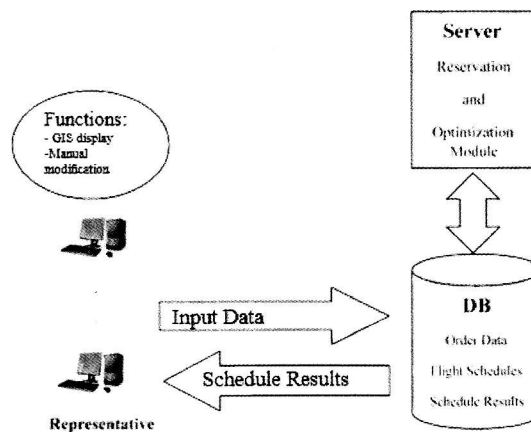 Server
Reservation
and
Optimization
Module
Functions:
- GIS display
-Manual
modification
Input Data
Schedule Results
Representative
DB
Order Data
Flight Schedules
Schedule Results